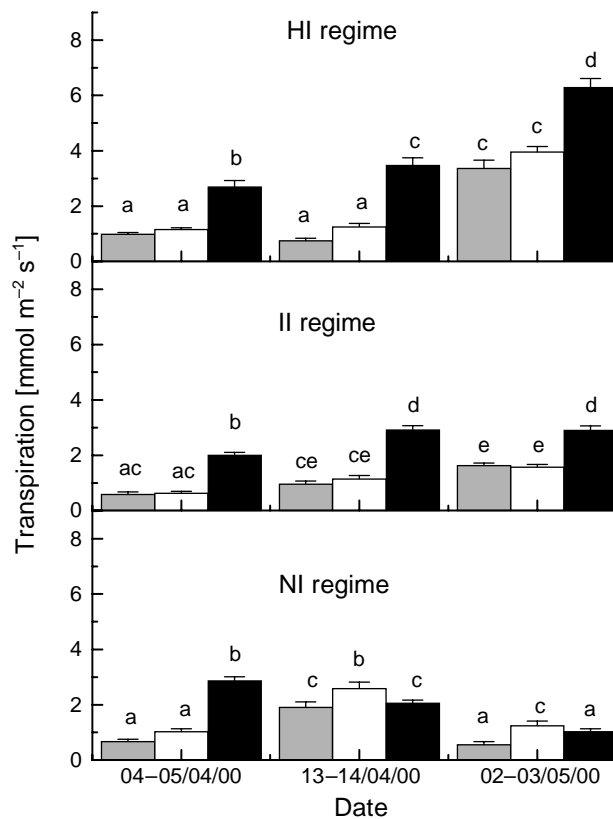 8
HI regime
d
6
c
c
c
4
b
a
a
a
a
2
0
8
II regime
6
4
d
d
b
ce
e
e
2
ac
ac
ce
0
8
NI regime
6
4
b
b
c
c
2
a
a
a
c
a
0
04–05/04/00
13–14/04/00
02–03/05/00
Date
Transpiration [mmol m⁻² s⁻¹]